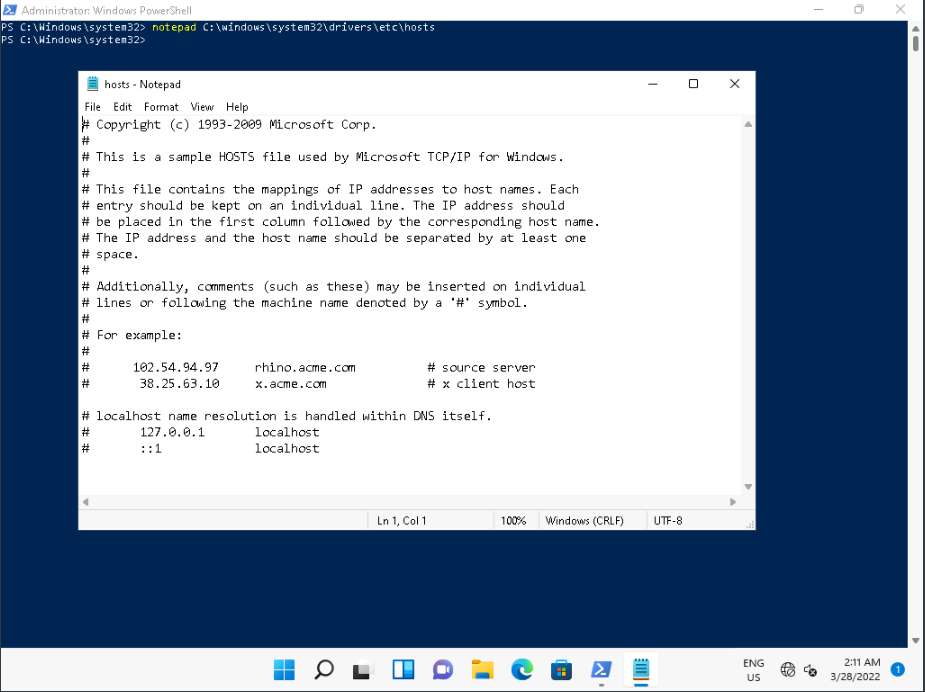 Administrator: Windows PowerShell
PS C:\Windows\system32> notepad C:\windows\system32\drivers\etc\hosts
PS C:\Windows\system32>
hosts - Notepad
File Edit Format View Help
# Copyright (c) 1993-2009 Microsoft Corp.
#
# This is a sample HOSTS file used by Microsoft TCP/IP for Windows.
#
# This file contains the mappings of IP addresses to host names. Each
# entry should be kept on an individual line. The IP address should
# be placed in the first column followed by the corresponding host name.
# The IP address and the host name should be separated by at least one
# space.
#
# Additionally, comments (such as these) may be inserted on individual
# lines or following the machine name denoted by a '#' symbol.
#
# For example:
#
#      102.54.94.97     rhino.acme.com          # source server
#       38.25.63.10     x.acme.com              # x client host
# localhost name resolution is handled within DNS itself.
#       127.0.0.1       localhost
#       ::1             localhost
Ln 1, Col 1 100% Windows (CRLF) UTF-8
ENG
US
2:11 AM
3/28/2022
1